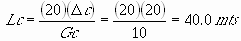 Lc = (20)(Δc) / Gc = (20)(20) / 10 = 40.0 mts